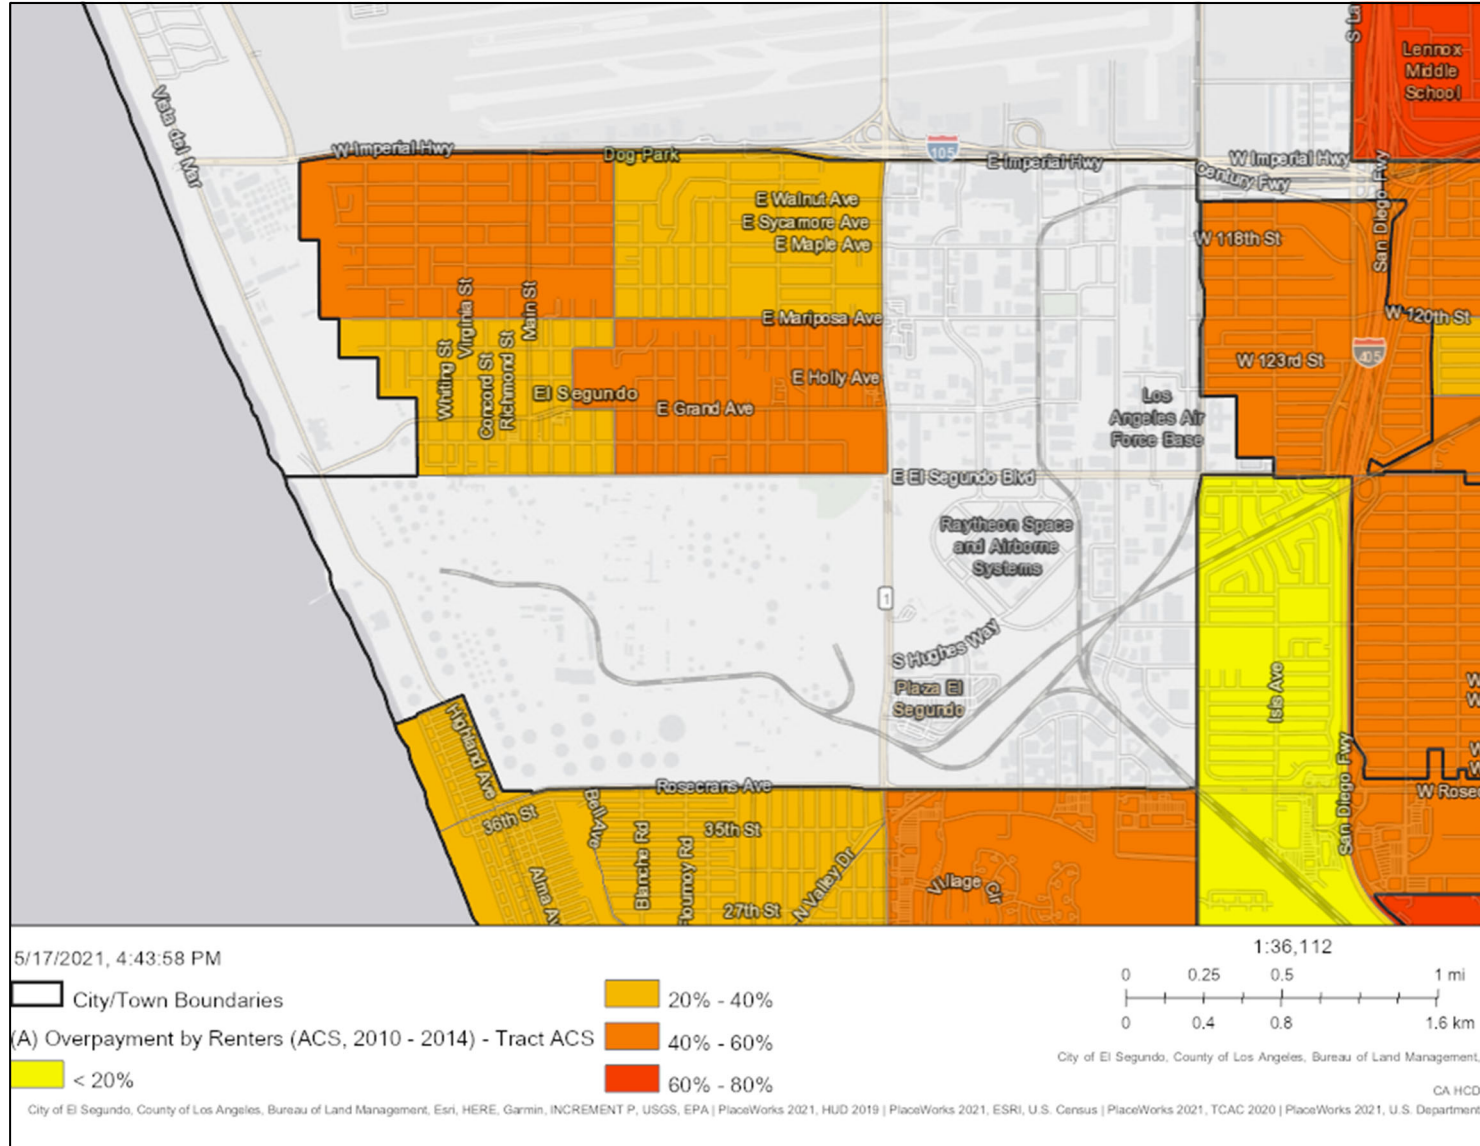 S La
Lennox
Middle
School
Vista del Mar
W Imperial Hwy
Dog Park
105
E Imperial Hwy
W Imperial Hwy
Century Fwy
San Diego Fwy
E Walnut Ave
E Sycamore Ave
E Maple Ave
W 118th St
E Mariposa Ave
W 120th St
Virginia St
Main St
Whiting St
Concord St
Richmond St
El Segundo
E Holly Ave
E Grand Ave
W 123rd St
405
Los
Angeles Air
Force Base
E El Segundo Blvd
Raytheon Space
and Airborne
Systems
1
S Hughes Way
Plaza El
Segundo
Isis Ave
W
W
Highland Ave
San Diego Fwy
W
W
Rosecrans Ave
W Rosec
36th St
Bell Ave
Blanche Rd
Flournoy Rd
35th St
Alma Av
27th St
N Valley Dr
Village Cir
5/17/2021, 4:43:58 PM
City/Town Boundaries
(A) Overpayment by Renters (ACS, 2010 - 2014) - Tract ACS
< 20%
20% - 40%
40% - 60%
60% - 80%
1:36,112
0 0.25 0.5 1 mi
0 0.4 0.8 1.6 km
City of El Segundo, County of Los Angeles, Bureau of Land Management,
CA HCD
City of El Segundo, County of Los Angeles, Bureau of Land Management, Esri, HERE, Garmin, INCREMENT P, USGS, EPA | PlaceWorks 2021, HUD 2019 | PlaceWorks 2021, ESRI, U.S. Census | PlaceWorks 2021, TCAC 2020 | PlaceWorks 2021, U.S. Department